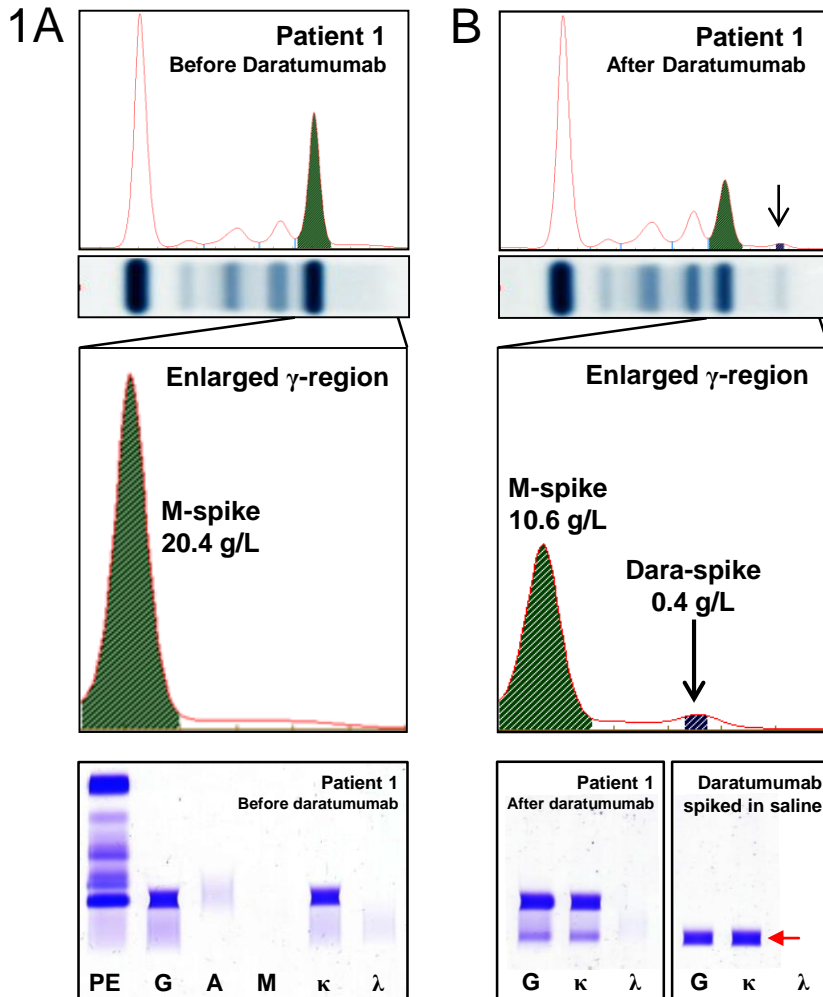 1A
Patient 1
Before Daratumumab
Enlarged γ-region
M-spike
20.4 g/L
Patient 1
Before daratumumab
PE G A M κ λ
B
Patient 1
After Daratumumab
Enlarged γ-region
M-spike
10.6 g/L
Dara-spike
0.4 g/L
Patient 1
After daratumumab
G κ λ
Daratumumab
spiked in saline
G κ λ